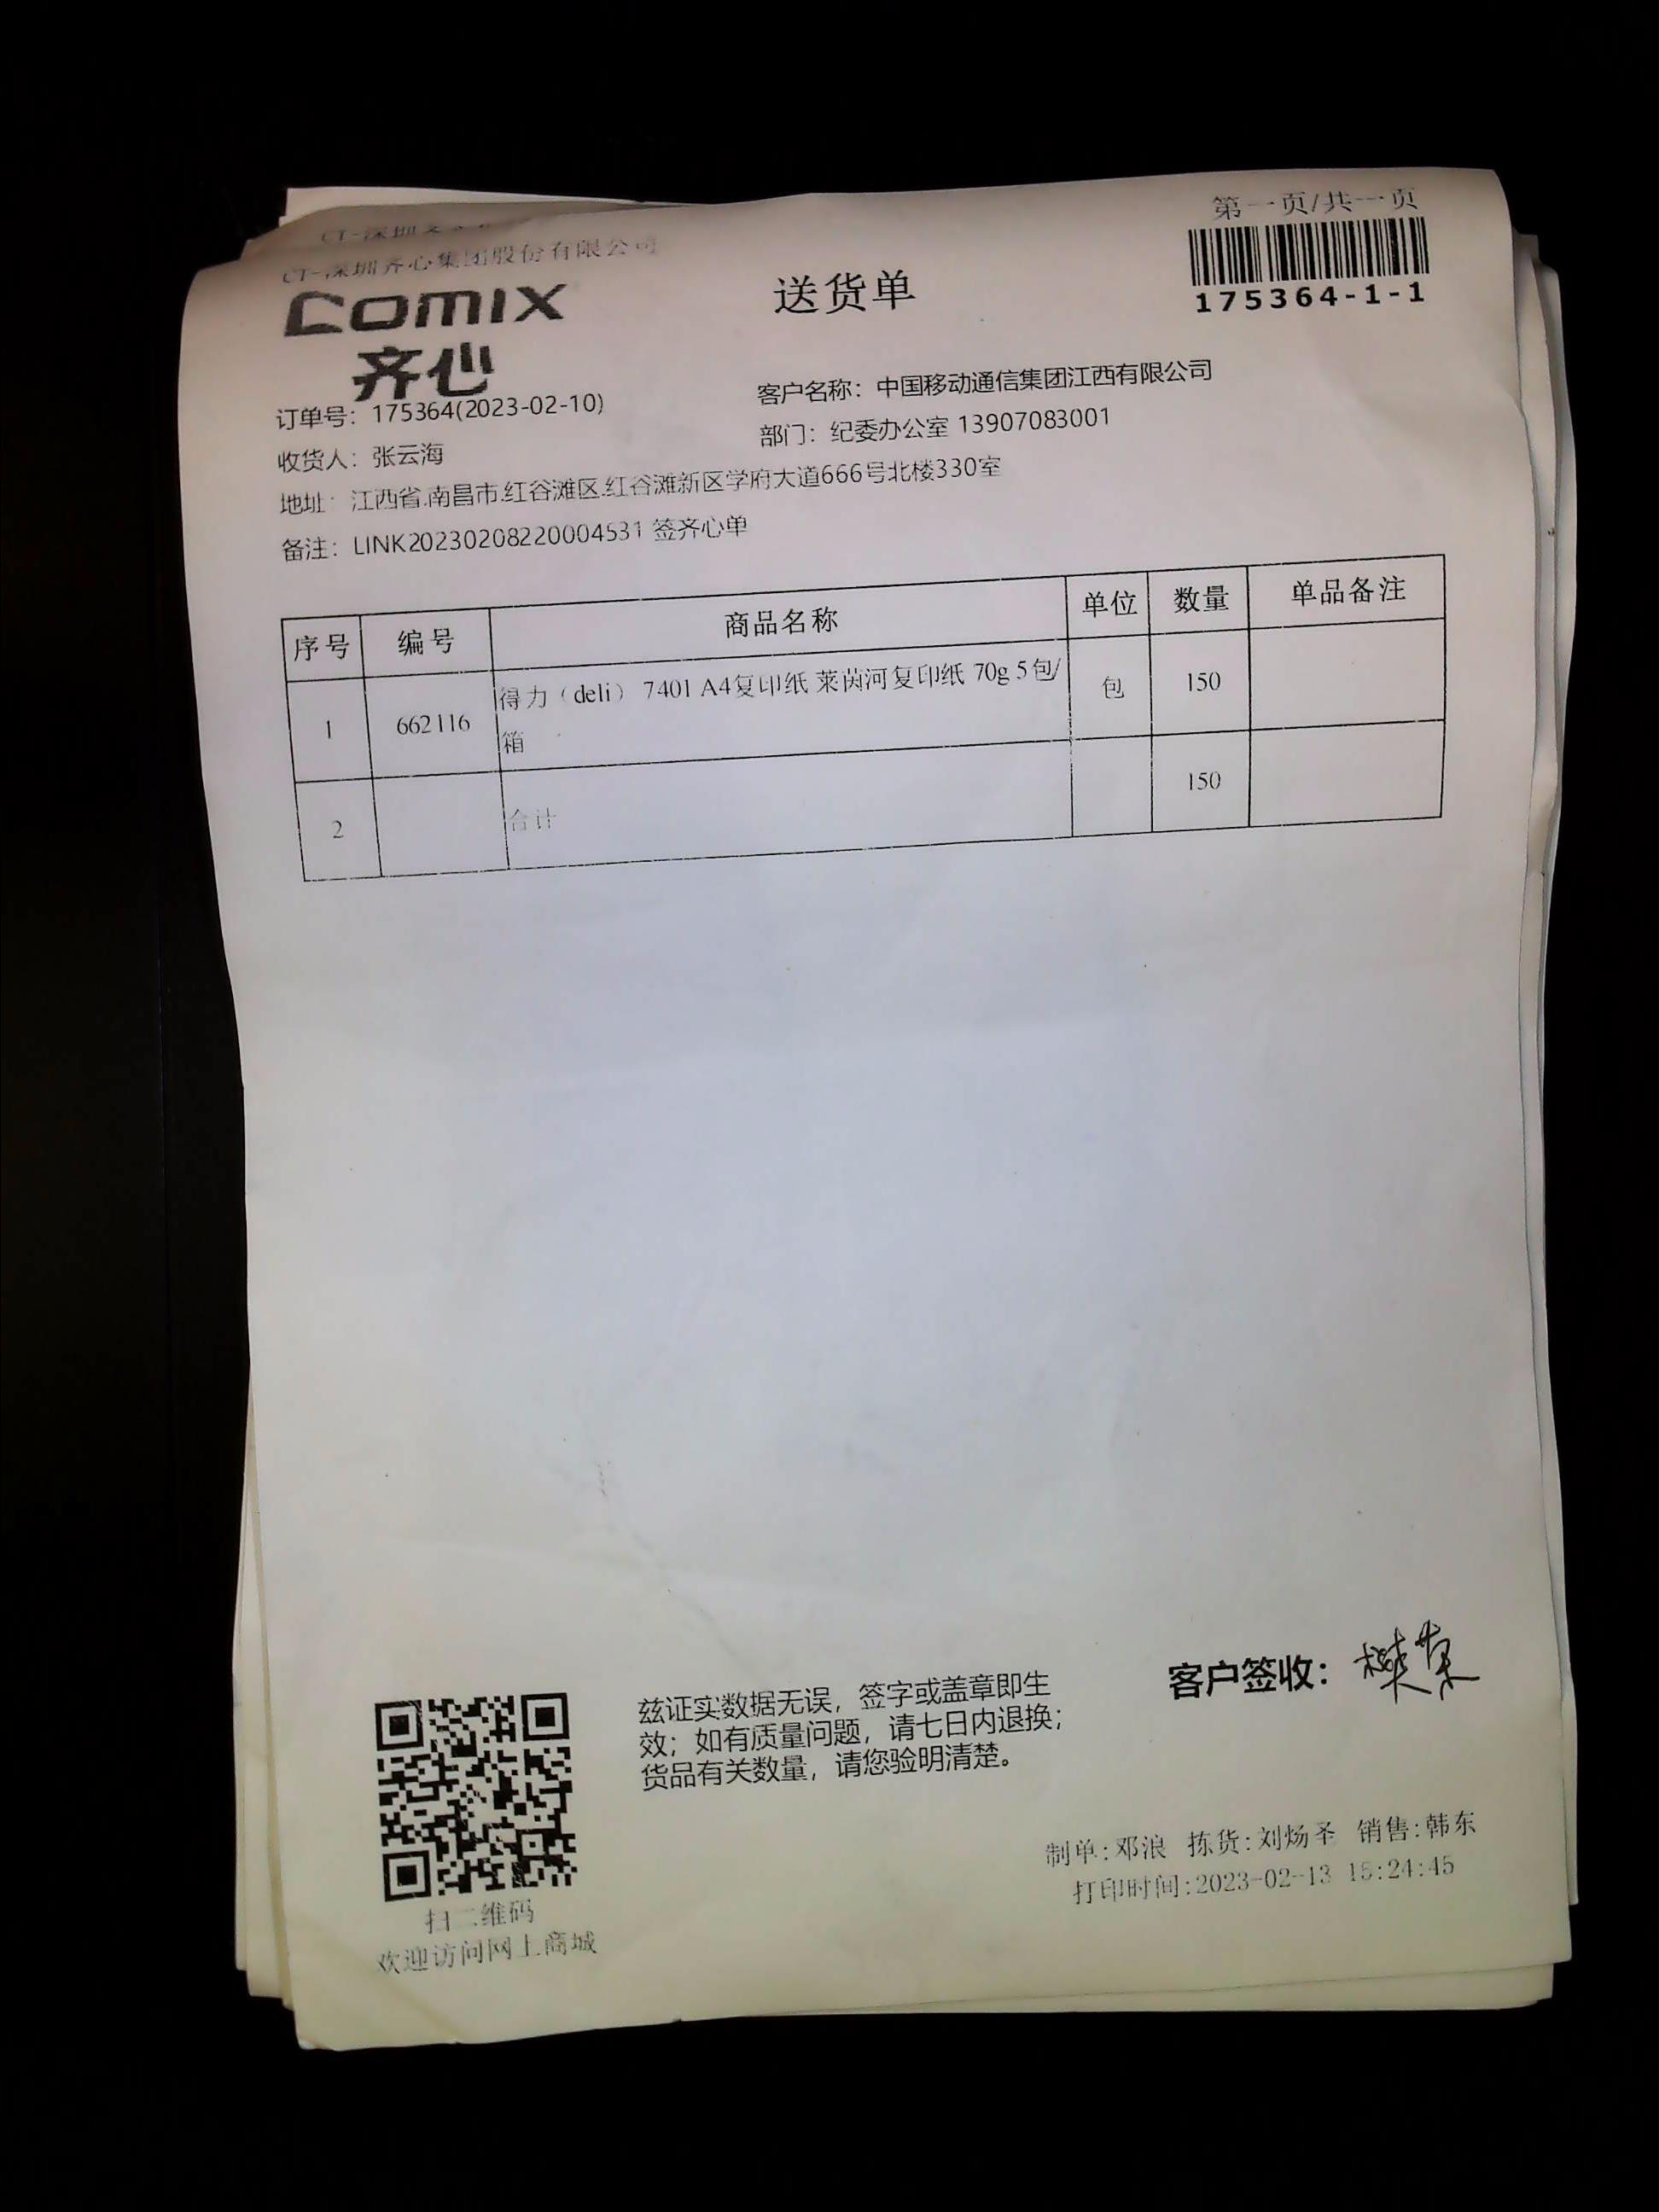 第一页/共一页
CT-深圳齐心集团股份有限公司
COMIX
齐心
送货单
175364-1-1
订单号：175364(2023-02-10)
客户名称：中国移动通信集团江西有限公司
收货人：张云海
部门：纪委办公室 13907083001
地址：江西省.南昌市.红谷滩区.红谷滩新区学府大道666号北楼330室
备注：LINK20230208220004531 签齐心单
序号 编号 商品名称 单位 数量 单品备注
1 662116 得力（deli） 7401 A4复印纸 莱茵河复印纸 70g 5包/箱 包 150
2 合计 150
客户签收：
兹证实数据无误，签字或盖章即生
效；如有质量问题，请七日内退换；
货品有关数量，请您验明清楚。
制单:邓浪 拣货:刘炀圣 销售:韩东
打印时间:2023-02-13 15:24:45
扫二维码
欢迎访问网上商城